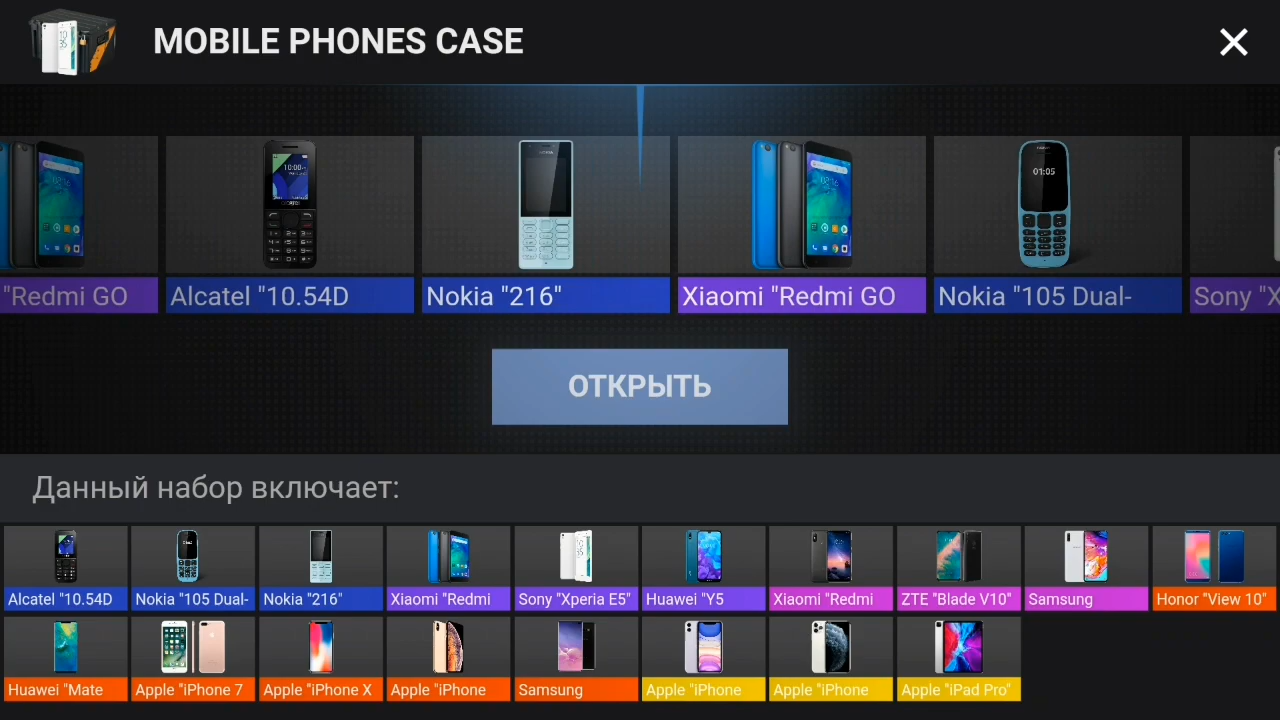 MOBILE PHONES CASE
"Redmi GO
Alcatel "10.54D
Nokia "216"
Xiaomi "Redmi GO
Nokia "105 Dual-
Sony "X
ОТКРЫТЬ
Данный набор включает:
Alcatel "10.54D
Nokia "105 Dual-
Nokia "216"
Xiaomi "Redmi
Sony "Xperia E5"
Huawei "Y5
Xiaomi "Redmi
ZTE "Blade V10"
Samsung
Honor "View 10"
Huawei "Mate
Apple "iPhone 7
Apple "iPhone X
Apple "iPhone
Samsung
Apple "iPhone
Apple "iPhone
Apple "iPad Pro"